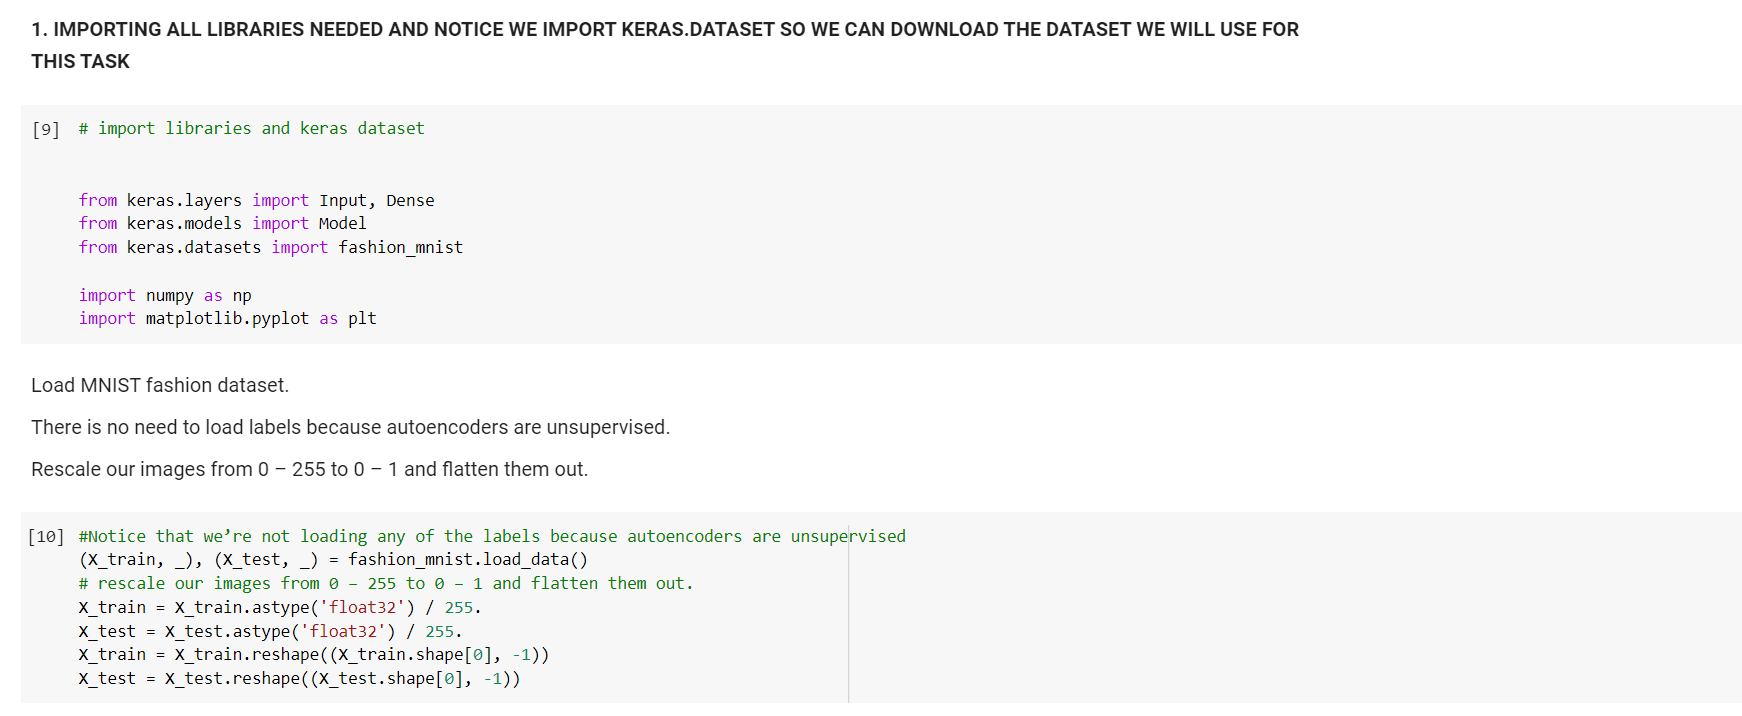 1. IMPORTING ALL LIBRARIES NEEDED AND NOTICE WE IMPORT KERAS.DATASET SO WE CAN DOWNLOAD THE DATASET WE WILL USE FOR
THIS TASK
[9] # import libraries and keras dataset
from keras.layers import Input, Dense
from keras.models import Model
from keras.datasets import fashion_mnist
import numpy as np
import matplotlib.pyplot as plt
Load MNIST fashion dataset.
There is no need to load labels because autoencoders are unsupervised.
Rescale our images from 0 – 255 to 0 – 1 and flatten them out.
[10] #Notice that we’re not loading any of the labels because autoencoders are unsupervised
(X_train, _), (X_test, _) = fashion_mnist.load_data()
# rescale our images from 0 – 255 to 0 – 1 and flatten them out.
X_train = X_train.astype('float32') / 255.
X_test = X_test.astype('float32') / 255.
X_train = X_train.reshape((X_train.shape[0], -1))
X_test = X_test.reshape((X_test.shape[0], -1))